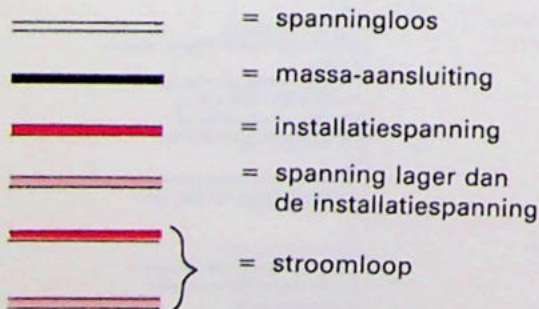 = spanningloos
= massa-aansluiting
= installatiespanning
= spanning lager dan
de installatiespanning
= stroomloop